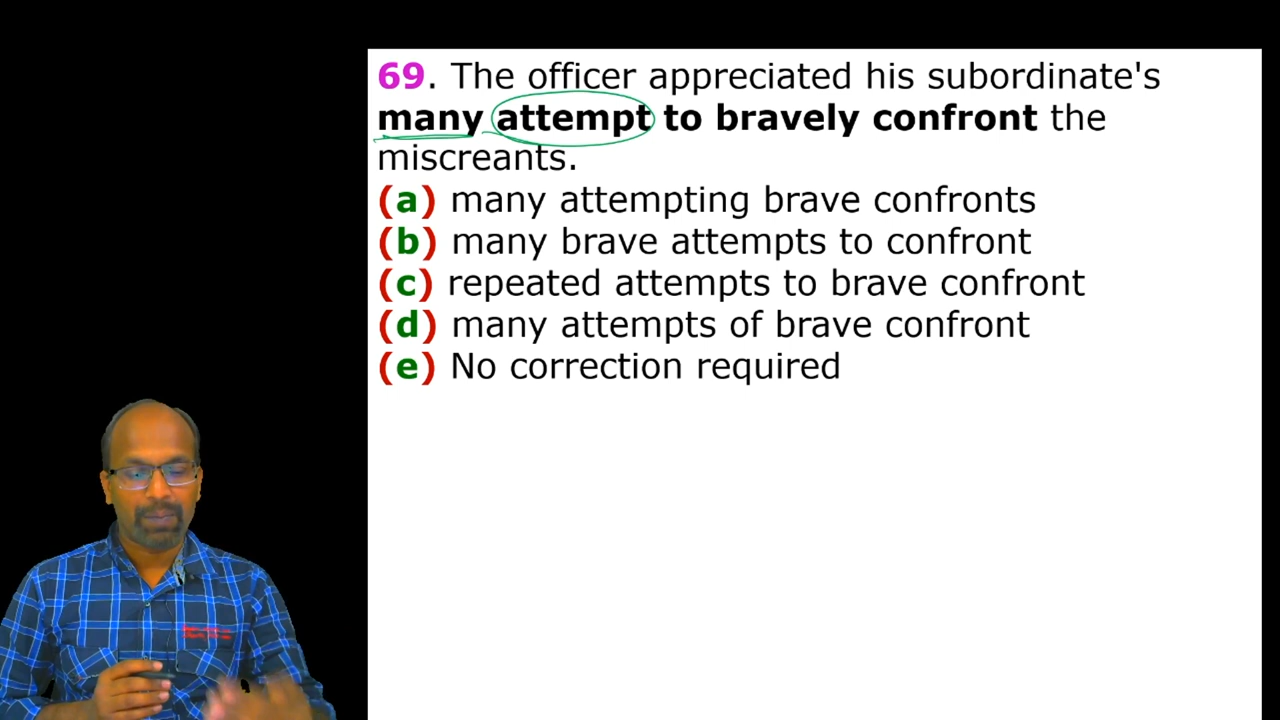 69. The officer appreciated his subordinate's
many attempt to bravely confront the
miscreants.
(a) many attempting brave confronts
(b) many brave attempts to confront
(c) repeated attempts to brave confront
(d) many attempts of brave confront
(e) No correction required